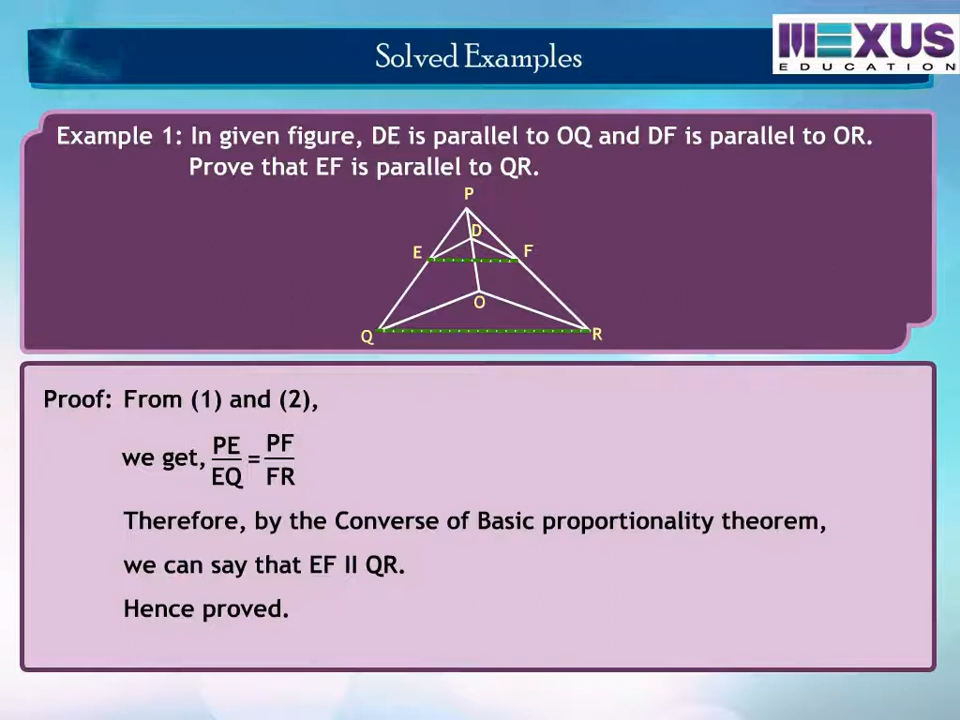 Solved Examples
MEXUS
EDUCATION
Example 1: In given figure, DE is parallel to OQ and DF is parallel to OR.
Prove that EF is parallel to QR.
P
D
E
F
O
Q
R
Proof: From (1) and (2),
we get, PE/EQ = PF/FR
Therefore, by the Converse of Basic proportionality theorem,
we can say that EF II QR.
Hence proved.